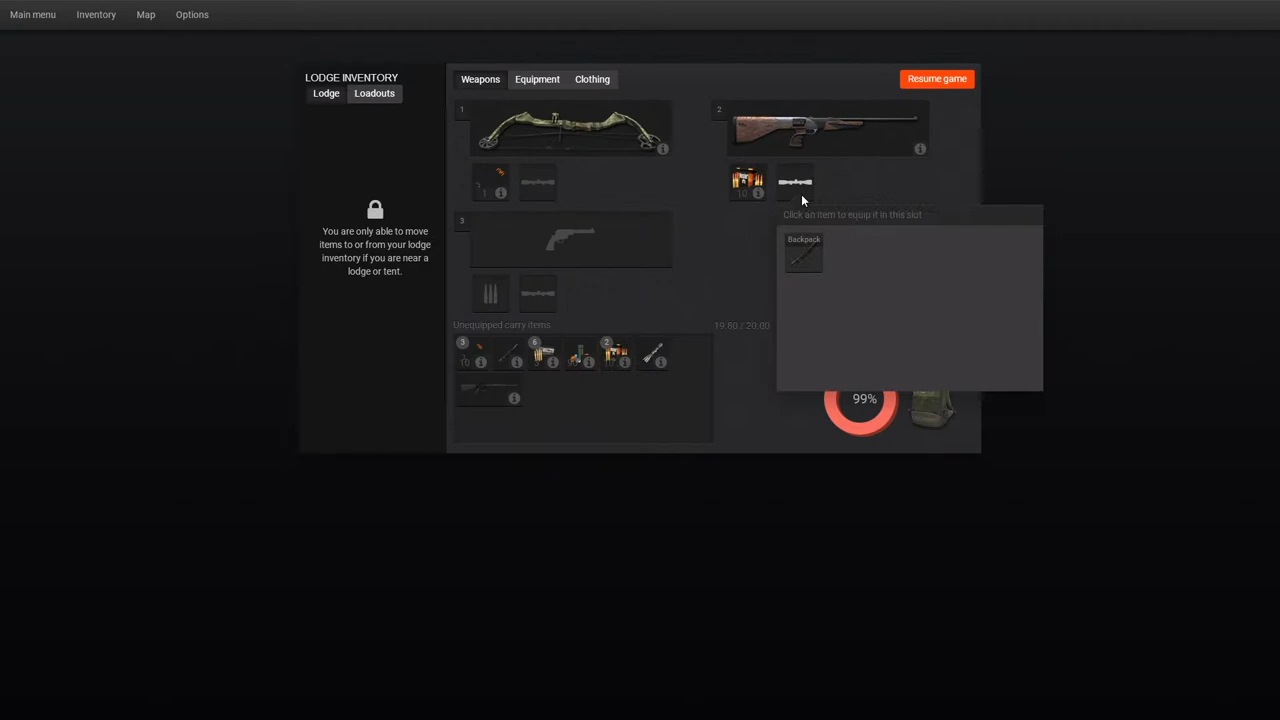 Main menu Inventory Map Options
LODGE INVENTORY
Lodge Loadouts
Weapons Equipment Clothing
Resume game
1
2
1
10
You are only able to move
items to or from your lodge
inventory if you are near a
lodge or tent.
3
Click an item to equip it in this slot
Backpack
Unequipped carry items
19.80 / 20.00
3 6 2
10
99%